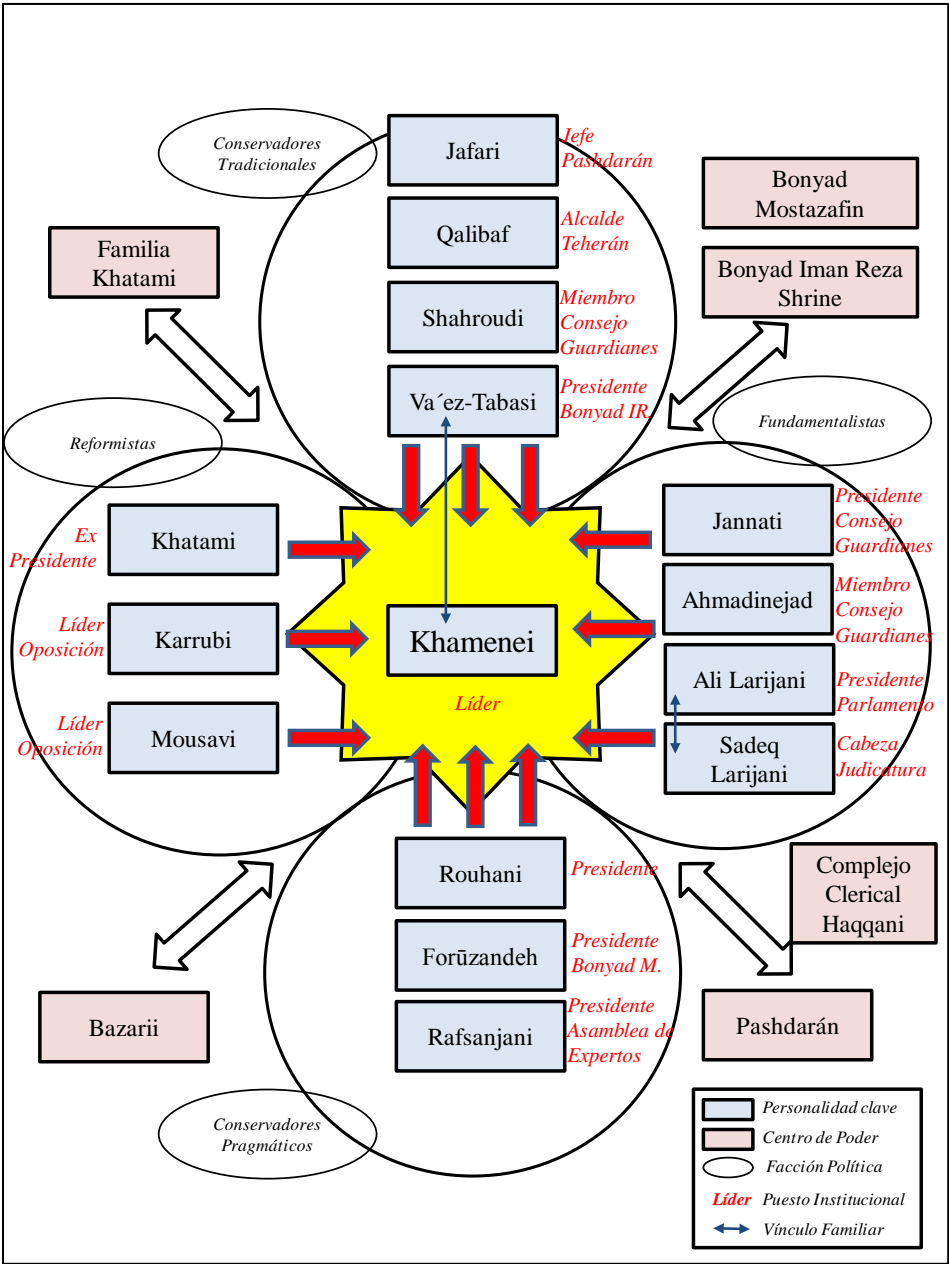 Conservadores
Tradicionales
Jafari
Iefe
Pashdarán
Qalibaf
Alcalde
Teherán
Shahroudi
Miembro
Consejo
Guardianes
Va´ez-Tabasi
Presidente
Bonyad IR.
Familia
Khatami
Bonyad
Mostazafin
Bonyad Iman Reza
Shrine
Reformistas
Fundamentalistas
Ex
Presidente
Khatami
Líder
Oposición
Karrubi
Líder
Oposición
Mousavi
Khamenei
Líder
Jannati
Presidente
Consejo
Guardianes
Ahmadinejad
Miembro
Consejo
Guardianes
Ali Larijani
Presidente
Parlamento
Sadeq
Larijani
Cabeza
Judicatura
Rouhani
Presidente
Forūzandeh
Presidente
Bonyad M.
Rafsanjani
Presidente
Asamblea de
Expertos
Complejo
Clerical
Haqqani
Bazarii
Pashdarán
Conservadores
Pragmáticos
Personalidad clave
Centro de Poder
Facción Política
Líder Puesto Institucional
Vínculo Familiar